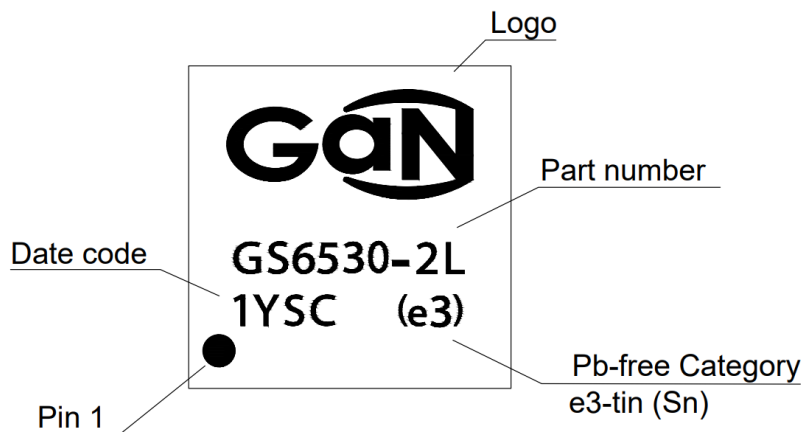 Logo
GaN
Part number
Date code
GS6530-2L
1YSC (e3)
Pb-free Category
e3-tin (Sn)
Pin 1